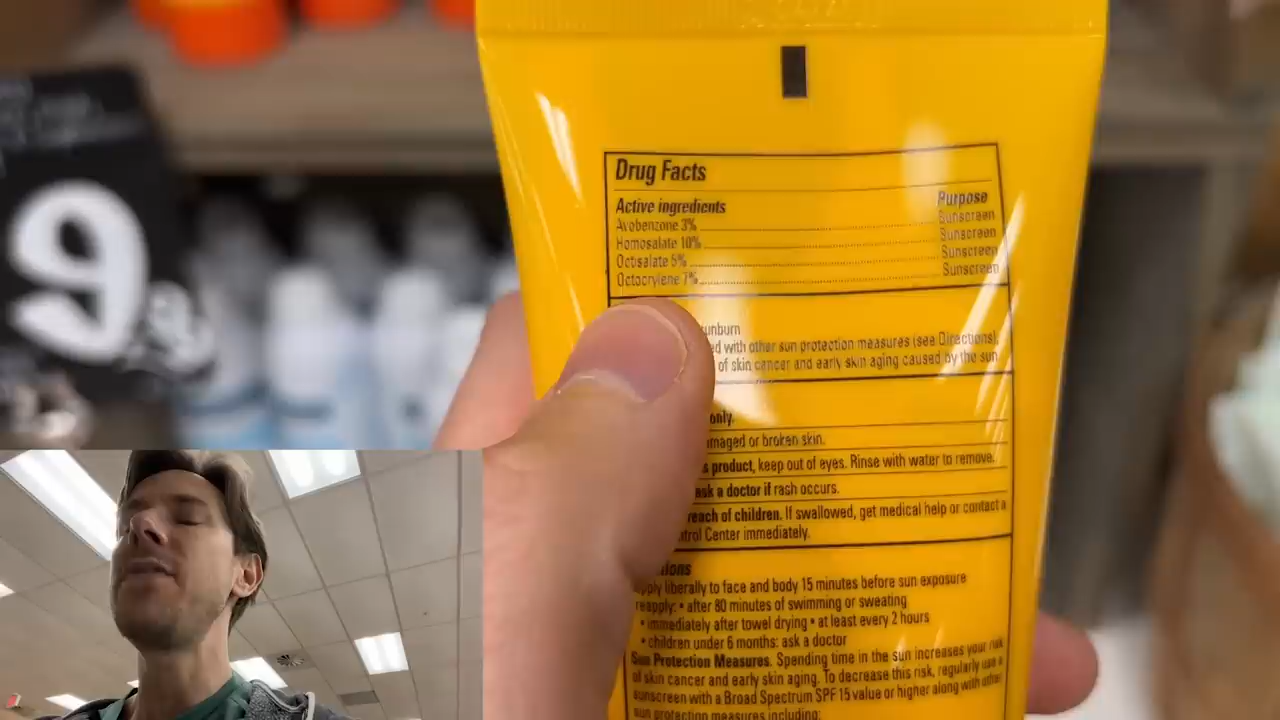 9
Drug Facts
Active ingredients
Purpose
Avobenzone 3%
Sunscreen
Homosalate 10%
Sunscreen
Octisalate 5%
Sunscreen
Octocrylene 7%
Sunscreen
unburn
ed with other sun protection measures (see Directions),
of skin cancer and early skin aging caused by the sun
only.
maged or broken skin.
s product, keep out of eyes. Rinse with water to remove.
ask a doctor if rash occurs.
reach of children. If swallowed, get medical help or contact a
trol Center immediately.
tions
pply liberally to face and body 15 minutes before sun exposure
reapply: • after 80 minutes of swimming or sweating
• immediately after towel drying • at least every 2 hours
• children under 6 months: ask a doctor
Sun Protection Measures. Spending time in the sun increases your risk
of skin cancer and early skin aging. To decrease this risk, regularly use a
sunscreen with a Broad Spectrum SPF 15 value or higher along with other
sun protection measures including: